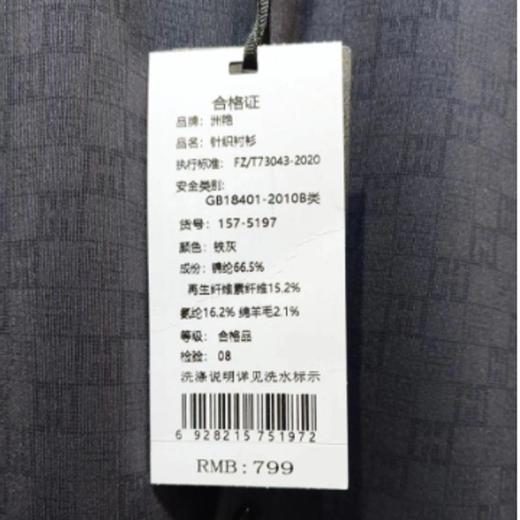 合格证
品牌：洲艳
品名：针织衬衫
执行标准： FZ/T73043-2020
安全类别:
GB18401-2010B类
货号：157-5197
颜色：铁灰
成份：锦纶66.5%
再生纤维素纤维15.2%
氨纶16.2% 绵羊毛2.1%
等级：合格品
检验：08
洗涤说明详见洗水标示
6 928215 751972
RMB:799